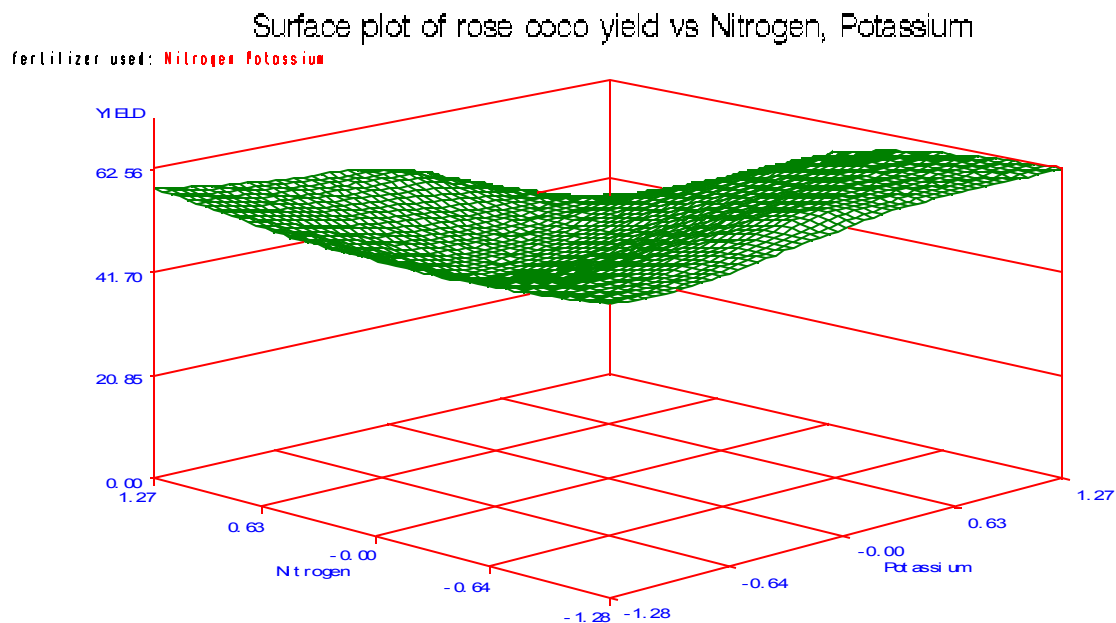 Surface plot of rose coco yield vs Nitrogen, Potassium
fertilizer used: Nitrogen Potassium
YIELD
62.56
41.70
20.85
0.00
1.27
0.63
-0.00
Nitrogen
-0.64
-1.28
-1.28
-0.64
-0.00
Potassium
0.63
1.27